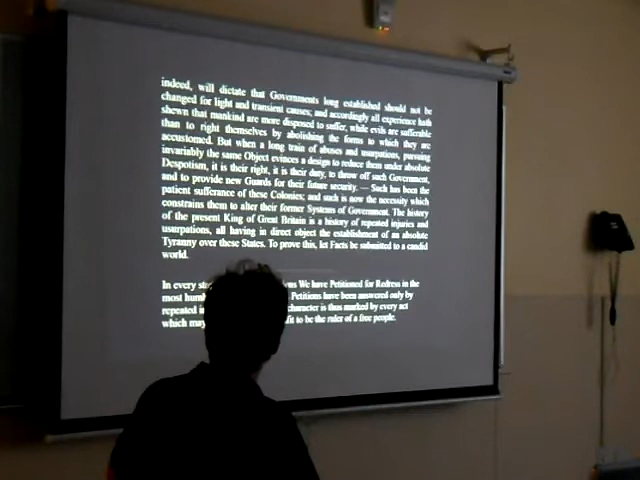 indeed, will dictate that Governments long established should not be
changed for light and transient causes; and accordingly all experience hath
shewn that mankind are more disposed to suffer, while evils are sufferable
than to right themselves by abolishing the forms to which they are
accustomed. But when a long train of abuses and usurpations, pursuing
invariably the same Object evinces a design to reduce them under absolute
Despotism, it is their right, it is their duty, to throw off such Government,
and to provide new Guards for their future security. — Such has been the
patient sufferance of these Colonies; and such is now the necessity which
constrains them to alter their former Systems of Government. The history
of the present King of Great Britain is a history of repeated injuries and
usurpations, all having in direct object the establishment of an absolute
Tyranny over these States. To prove this, let Facts be submitted to a candid
world.
In every We have Petitioned for Redress in the
most Petitions have been answered only by
repeated character is thus marked by every act
which may to be the ruler of a free people.